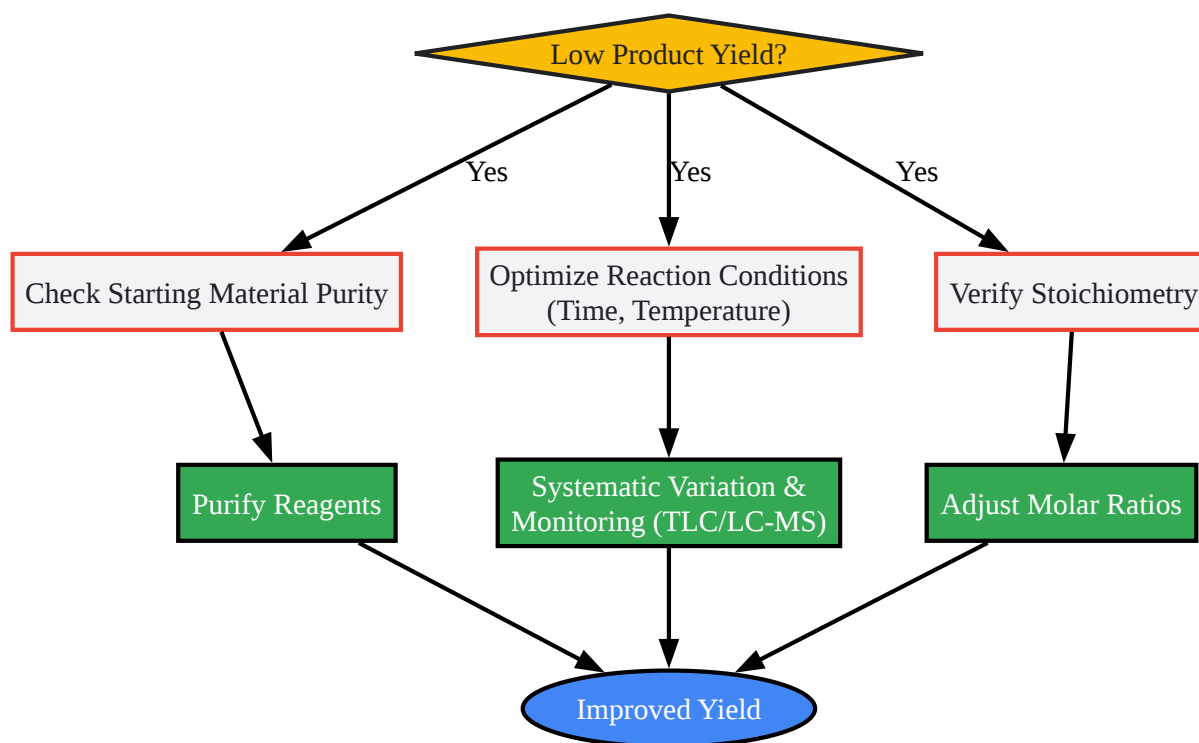 Low Product Yield?
Yes
Yes
Yes
Check Starting Material Purity
Optimize Reaction Conditions
(Time, Temperature)
Verify Stoichiometry
Purify Reagents
Systematic Variation &
Monitoring (TLC/LC-MS)
Adjust Molar Ratios
Improved Yield